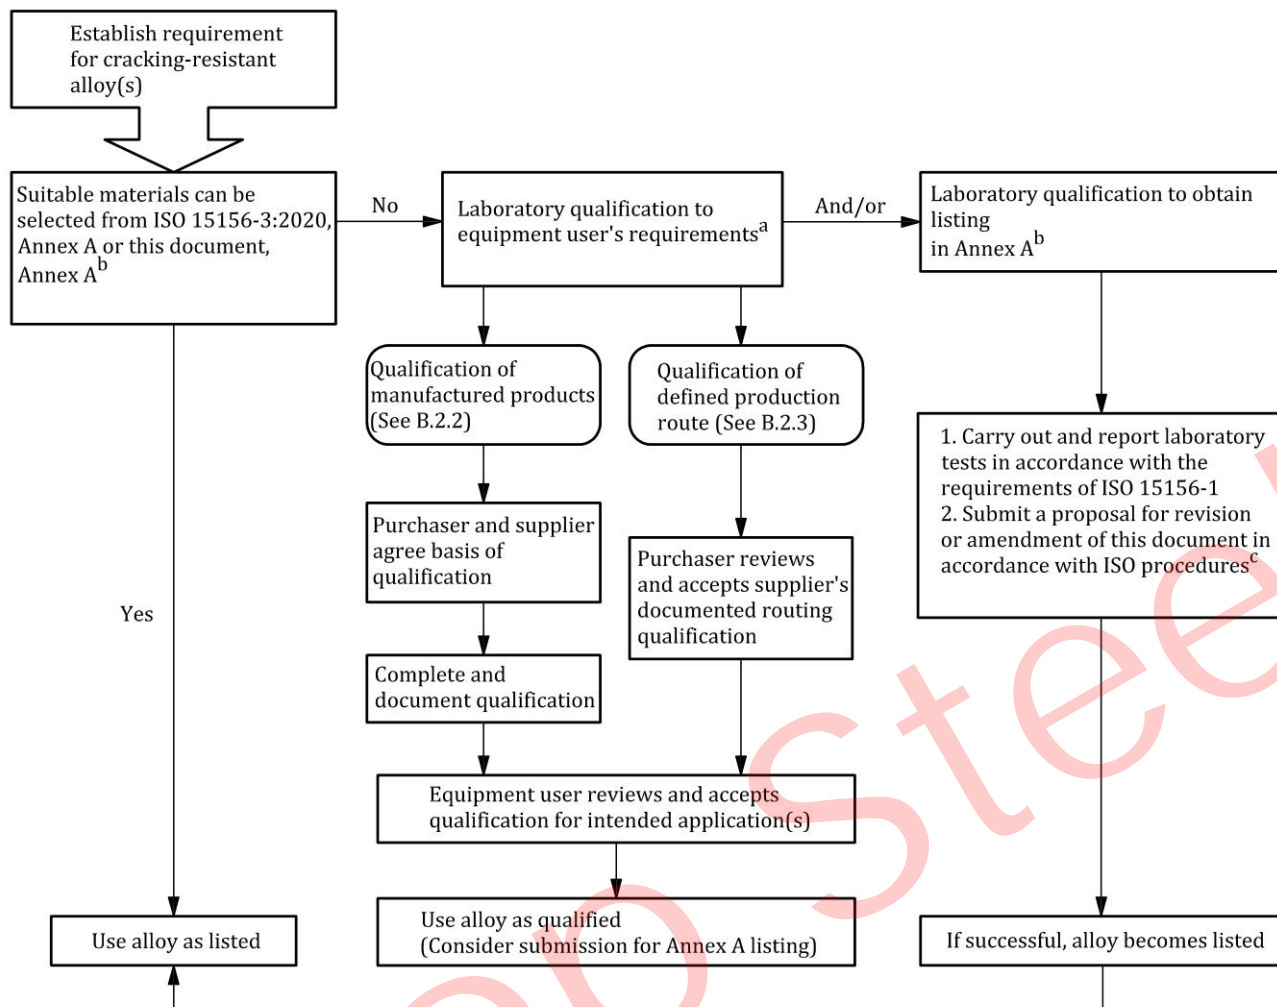 Establish requirement
for cracking-resistant
alloy(s)
Suitable materials can be
selected from ISO 15156-3:2020,
Annex A or this document,
Annex Ab
No
Laboratory qualification to
equipment user's requirementsa
And/or
Laboratory qualification to obtain
listing
in Annex Ab
Qualification of
manufactured products
(See B.2.2)
Qualification of
defined production
route (See B.2.3)
1. Carry out and report laboratory
tests in accordance with the
requirements of ISO 15156-1
2. Submit a proposal for revision
or amendment of this document in
accordance with ISO proceduresc
Purchaser and supplier
agree basis of
qualification
Purchaser reviews
and accepts supplier's
documented routing
qualification
Yes
Complete and
document qualification
Equipment user reviews and accepts
qualification for intended application(s)
Use alloy as listed
Use alloy as qualified
(Consider submission for Annex A listing)
If successful, alloy becomes listed
Stee